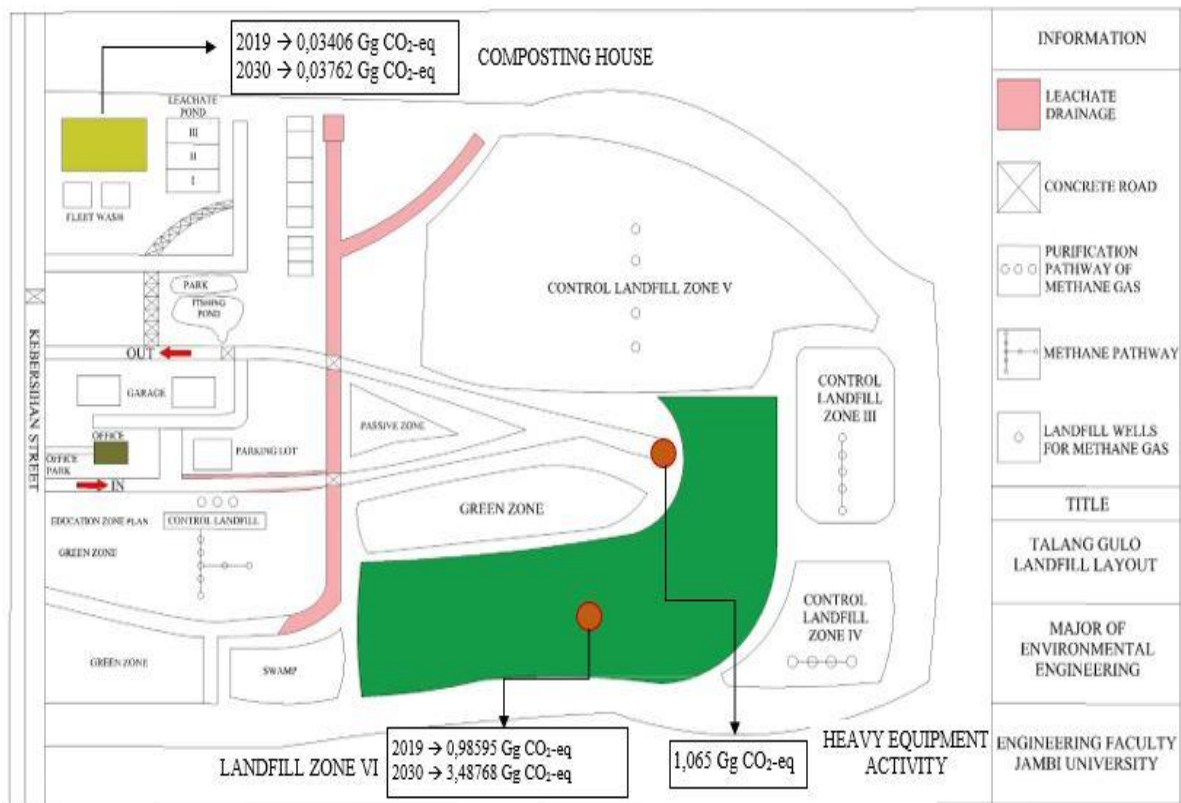 2019 → 0,03406 Gg CO₂-eq
2030 → 0,03762 Gg CO₂-eq
COMPOSTING HOUSE
LEACHATE
POND
III
II
I
FLEET WASH
PARK
FISHING
POND
OUT
GARAGE
OFFICE
OFFICE
PARK
IN
PARKING LOT
KEBERSIHAN STREET
PASSIVE ZONE
CONTROL LANDFILL ZONE V
CONTROL
LANDFILL
ZONE III
GREEN ZONE
EDUCATION ZONE PLAN
CONTROL LANDFILL
GREEN ZONE
GREEN ZONE
SWAMP
CONTROL
LANDFILL
ZONE IV
LANDFILL ZONE VI
2019 → 0,98595 Gg CO₂-eq
2030 → 3,48768 Gg CO₂-eq
1,065 Gg CO₂-eq
HEAVY EQUIPMENT
ACTIVITY
INFORMATION
LEACHATE
DRAINAGE
CONCRETE ROAD
PURIFICATION
PATHWAY OF
METHANE GAS
METHANE PATHWAY
LANDFILL WELLS
FOR METHANE GAS
TITLE
TALANG GULO
LANDFILL LAYOUT
MAJOR OF
ENVIRONMENTAL
ENGINEERING
ENGINEERING FACULTY
JAMBI UNIVERSITY